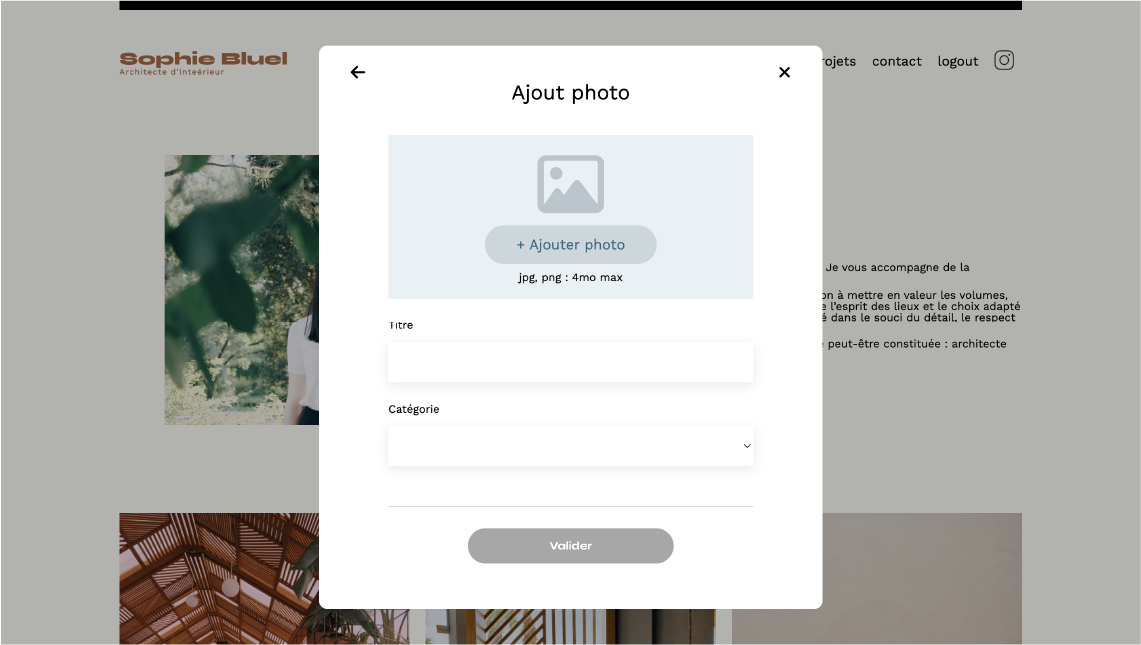 Sophie Bluel
Architecte d'inteérieur
rojets contact logout
Ajout photo
+ Ajouter photo
jpg, png : 4mo max
Titre
Catégorie
Valider
Je vous accompagne de la
on à mettre en valeur les volumes,
l'esprit des lieux et le choix adapté
dans le souci du détail, le respect
peut-être constituée : architecte